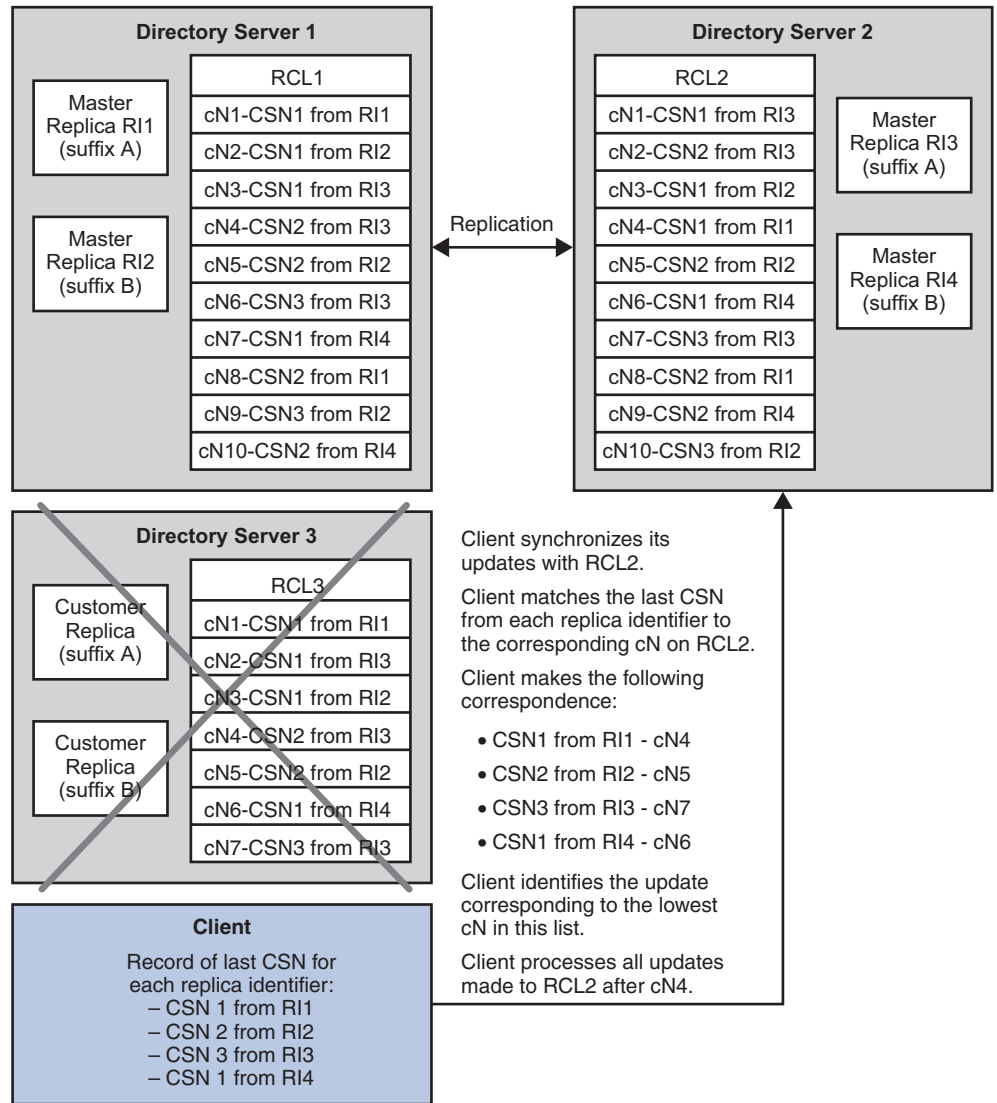 Directory Server 1
Master
Replica RI1
(suffix A)
Master
Replica RI2
(suffix B)
RCL1
cN1-CSN1 from RI1
cN2-CSN1 from RI2
cN3-CSN1 from RI3
cN4-CSN2 from RI3
cN5-CSN2 from RI2
cN6-CSN3 from RI3
cN7-CSN1 from RI4
cN8-CSN2 from RI1
cN9-CSN3 from RI2
cN10-CSN2 from RI4
Replication
Directory Server 2
RCL2
cN1-CSN1 from RI3
cN2-CSN2 from RI3
cN3-CSN1 from RI2
cN4-CSN1 from RI1
cN5-CSN2 from RI2
cN6-CSN1 from RI4
cN7-CSN3 from RI3
cN8-CSN2 from RI1
cN9-CSN2 from RI4
cN10-CSN3 from RI2
Master
Replica RI3
(suffix A)
Master
Replica RI4
(suffix B)
Directory Server 3
Customer
Replica
(suffix A)
Customer
Replica
(suffix B)
RCL3
cN1-CSN1 from RI1
cN2-CSN1 from RI3
cN3-CSN1 from RI2
cN4-CSN2 from RI3
cN5-CSN2 from RI2
cN6-CSN1 from RI4
cN7-CSN3 from RI3
Client synchronizes its
updates with RCL2.
Client matches the last CSN
from each replica identifier to
the corresponding cN on RCL2.
Client makes the following
correspondence:
• CSN1 from RI1 - cN4
• CSN2 from RI2 - cN5
• CSN3 from RI3 - cN7
• CSN1 from RI4 - cN6
Client identifies the update
corresponding to the lowest
cN in this list.
Client processes all updates
made to RCL2 after cN4.
Client
Record of last CSN for
each replica identifier:
– CSN 1 from RI1
– CSN 2 from RI2
– CSN 3 from RI3
– CSN 1 from RI4